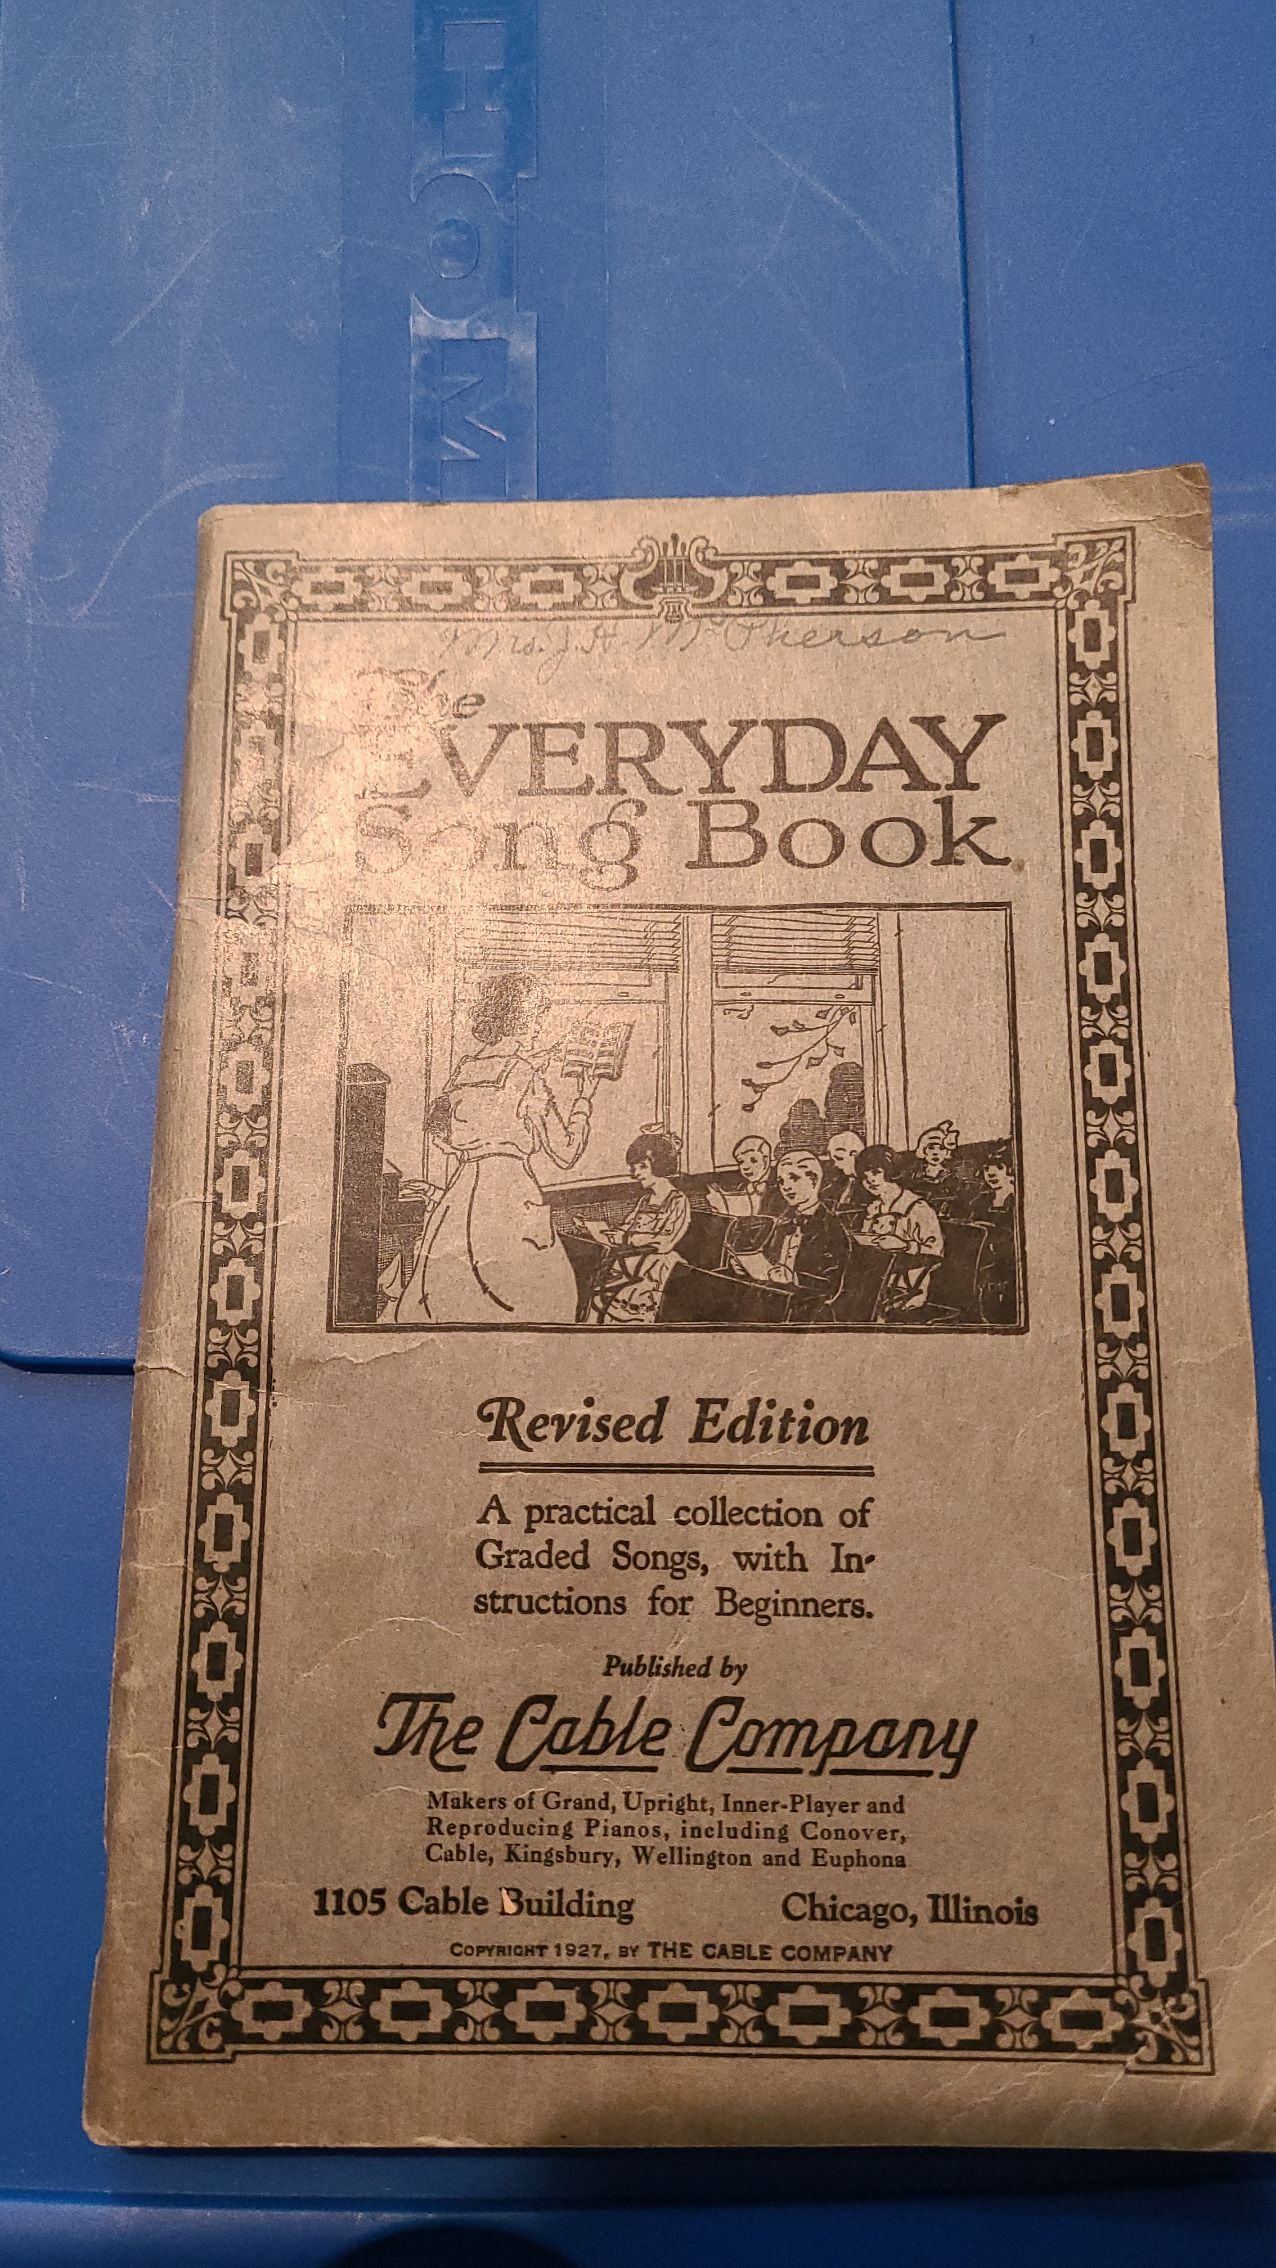 HOM
Mrs. J. H. McPherson
The
EVERYDAY
Song Book
Revised Edition
A practical collection of
Graded Songs, with In-
structions for Beginners.
Published by
The Cable Company
Makers of Grand, Upright, Inner-Player and
Reproducing Pianos, including Conover,
Cable, Kingsbury, Wellington and Euphona
1105 Cable Building Chicago, Illinois
COPYRIGHT 1927, BY THE CABLE COMPANY